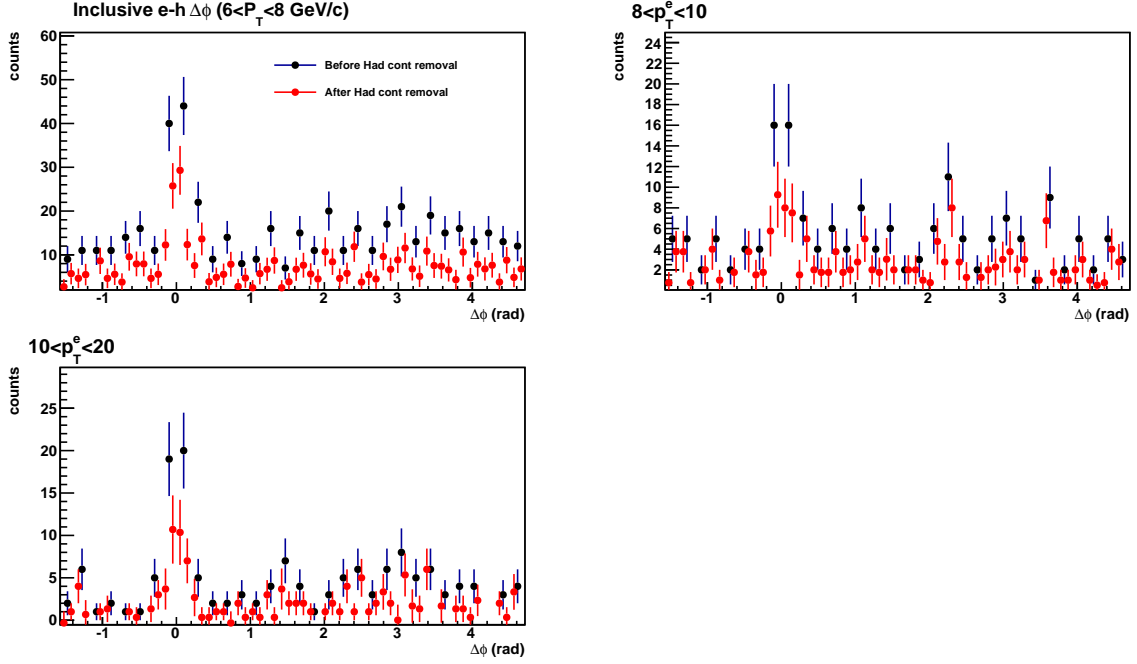 Inclusive e-h Δϕ (6<P_T<8 GeV/c)
counts
60
50
40
30
20
10
Before Had cont removal
After Had cont removal
-1 0 1 2 3 4
Δϕ (rad)
8<p_T^e<10
counts
24
22
20
18
16
14
12
10
8
6
4
2
-1 0 1 2 3 4
Δϕ (rad)
10<p_T^e<20
counts
25
20
15
10
5
0
-1 0 1 2 3 4
Δϕ (rad)